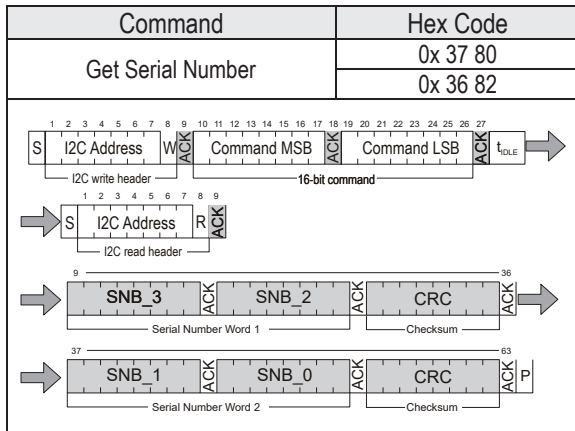 Command Hex Code
Get Serial Number
0x 37 80
0x 36 82
1 2 3 4 5 6 7 8 9 10 11 12 13 14 15 16 17 18 19 20 21 22 23 24 25 26 27
S I2C Address W ACK Command MSB ACK Command LSB ACK tIDLE
I2C write header 16-bit command
1 2 3 4 5 6 7 8 9
S I2C Address R ACK
I2C read header
9 36
SNB_3 ACK SNB_2 ACK CRC ACK
Serial Number Word 1 Checksum
37 63
SNB_1 ACK SNB_0 ACK CRC ACK P
Serial Number Word 2 Checksum